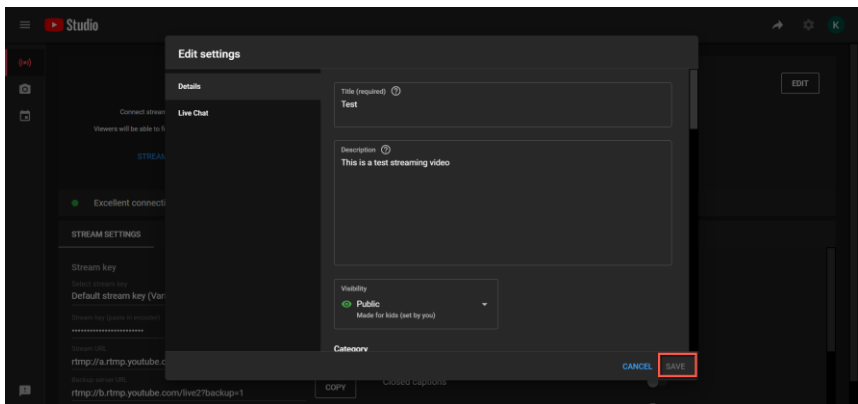 Studio
K
Edit settings
EDIT
Details
Live Chat
Title (required)
Test
Description
This is a test streaming video
Connect stream
Viewers will be able to fi
STREAM
Excellent connecti
STREAM SETTINGS
Stream key
Select stream key
Default stream key (Var
Stream key (paste in encoder)
••••••••••••••••••••••••
Stream URL
rtmp://a.rtmp.youtube.c
Backup server URL
rtmp://b.rtmp.youtube.com/live2?backup=1
Visibility
Public
Made for kids (set by you)
Category
CANCEL
SAVE
COPY
Closed captions